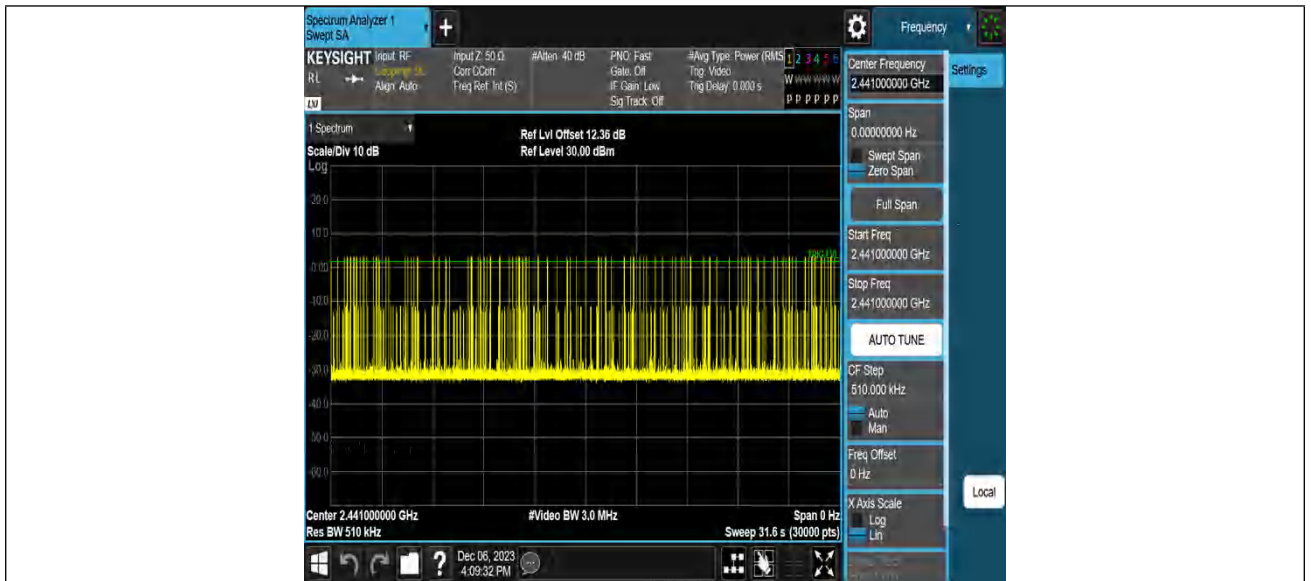 Spectrum Analyzer 1
Swept SA
+
Frequency
KEYSIGHT
RL
LXI
Input: RF
Coupling: DC
Align: Auto
Input Z: 50 Ω
Corr CCorr
Freq Ref: Int (S)
#Atten: 40 dB
PNO: Fast
Gate: Off
IF Gain: Low
Sig Track: Off
#Avg Type: Power (RMS
Trig: Video
Trig Delay: 0.000 s
1 2 3 4 5 6
W W W W W W
P P P P P P
Center Frequency
2.441000000 GHz
Settings
1 Spectrum
Scale/Div 10 dB
Log
Ref Lvl Offset 12.36 dB
Ref Level 30.00 dBm
20.0
10.0
0.00
-10.0
-20.0
-30.0
-40.0
-50.0
-60.0
TRIG LVL
Center 2.441000000 GHz
Res BW 510 kHz
#Video BW 3.0 MHz
Span 0 Hz
Sweep 31.6 s (30000 pts)
Span
0.00000000 Hz
Swept Span
Zero Span
Full Span
Start Freq
2.441000000 GHz
Stop Freq
2.441000000 GHz
AUTO TUNE
CF Step
510.000 kHz
Auto
Man
Freq Offset
0 Hz
X Axis Scale
Log
Lin
Local
?
Dec 06, 2023
4:09:32 PM